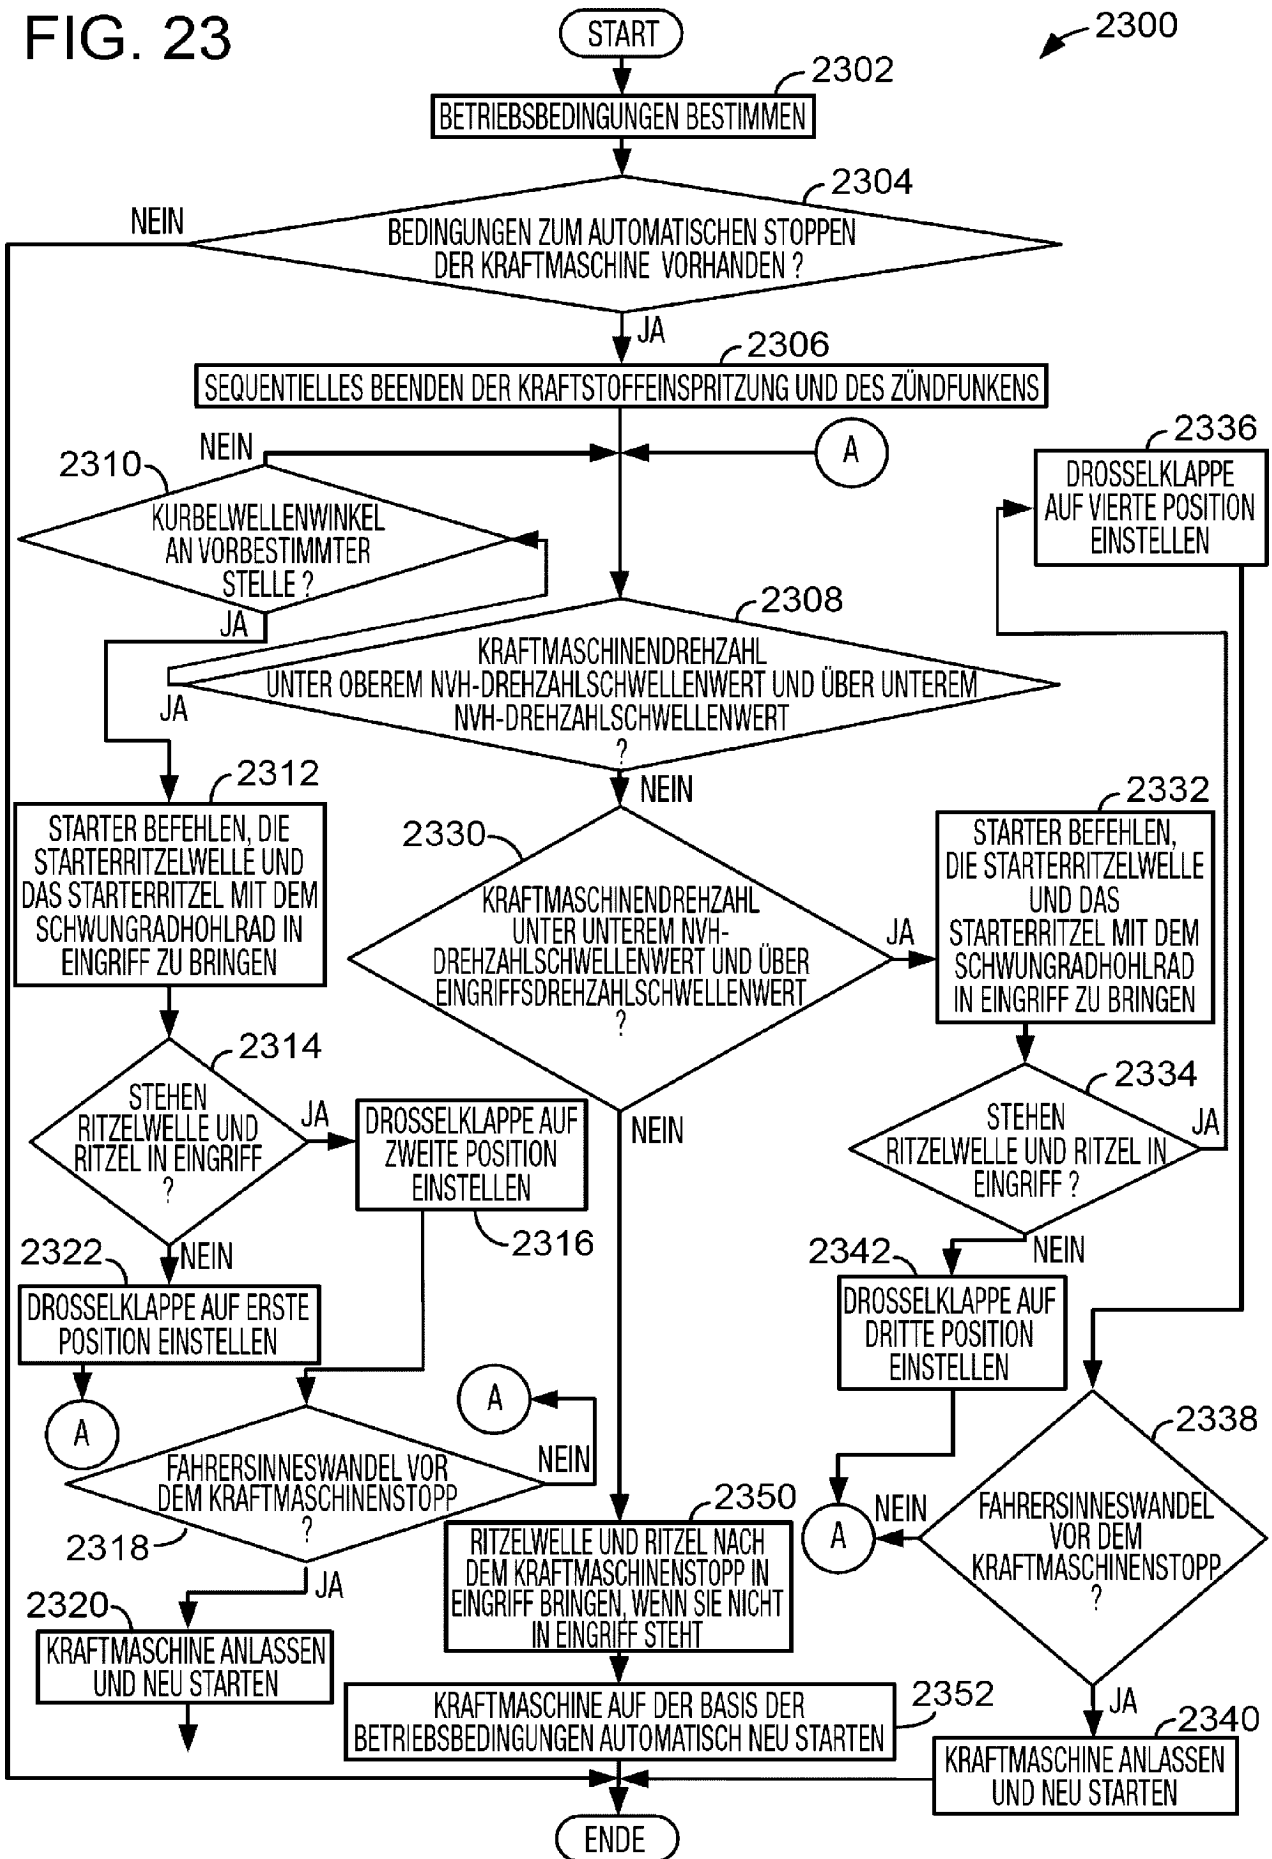 FIG. 23
START
2300
2302
BETRIEBSBEDINGUNGEN BESTIMMEN
2304
NEIN
BEDINGUNGEN ZUM AUTOMATISCHEN STOPPEN
DER KRAFTMASCHINE VORHANDEN ?
JA
2306
SEQUENTIELLES BEENDEN DER KRAFTSTOFFEINSPRITZUNG UND DES ZÜNDFUNKENS
NEIN
A
2336
2310
DROSSELKLAPPE
AUF VIERTE POSITION
EINSTELLEN
KURBELWELLENWINKEL
AN VORBESTIMMTER
STELLE ?
JA
2308
KRAFTMASCHINENDREHZAHL
UNTER OBEREM NVH-DREHZAHLSCHWELLENWERT UND ÜBER UNTEREM
NVH-DREHZAHLSCHWELLENWERT
?
JA
NEIN
2312
STARTER BEFEHLEN, DIE
STARTERRITZELWELLE UND
DAS STARTERRITZEL MIT DEM
SCHWUNGRADHOHLRAD IN
EINGRIFF ZU BRINGEN
2330
KRAFTMASCHINENDREHZAHL
UNTER UNTEREM NVH-
DREHZAHLSCHWELLENWERT UND ÜBER
EINGRIFFSDREHZAHLSCHWELLENWERT
?
JA
NEIN
2332
STARTER BEFEHLEN,
DIE STARTERRITZELWELLE
UND DAS
STARTERRITZEL MIT DEM
SCHWUNGRADHOHLRAD
IN EINGRIFF ZU BRINGEN
2314
STEHEN
RITZELWELLE UND
RITZEL IN EINGRIFF
?
JA
NEIN
DROSSELKLAPPE AUF
ZWEITE POSITION
EINSTELLEN
2316
2334
STEHEN
RITZELWELLE UND RITZEL IN
EINGRIFF ?
JA
NEIN
2322
DROSSELKLAPPE AUF ERSTE
POSITION EINSTELLEN
A
2342
DROSSELKLAPPE AUF
DRITTE POSITION
EINSTELLEN
A
A
NEIN
FAHRERSINNESWANDEL VOR
DEM KRAFTMASCHINENSTOPP
?
2318
JA
2338
NEIN
FAHRERSINNESWANDEL
VOR DEM
KRAFTMASCHINENSTOPP
?
JA
2350
RITZELWELLE UND RITZEL NACH
DEM KRAFTMASCHINENSTOPP IN
EINGRIFF BRINGEN, WENN SIE NICHT
IN EINGRIFF STEHT
2320
KRAFTMASCHINE ANLASSEN
UND NEU STARTEN
2352
KRAFTMASCHINE AUF DER BASIS DER
BETRIEBSBEDINGUNGEN AUTOMATISCH NEU STARTEN
2340
KRAFTMASCHINE ANLASSEN
UND NEU STARTEN
ENDE